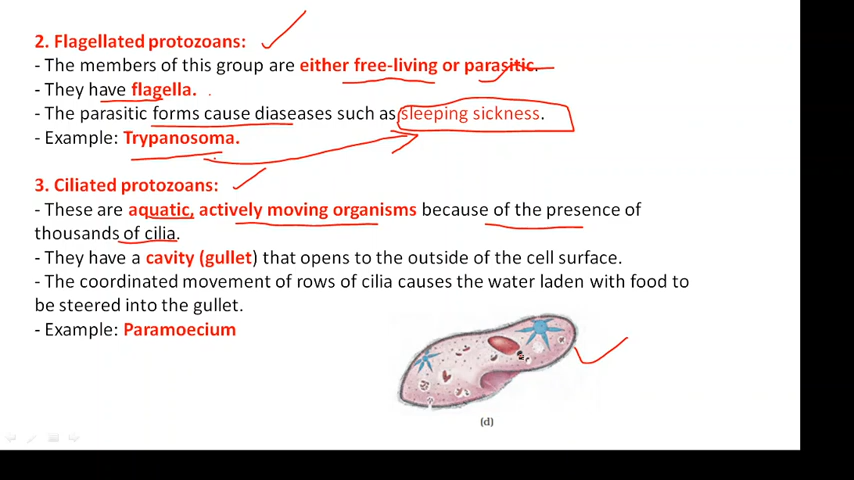 2. Flagellated protozoans:
- The members of this group are either free-living or parasitic.
- They have flagella.
- The parasitic forms cause diaseases such as sleeping sickness.
- Example: Trypanosoma.
3. Ciliated protozoans:
- These are aquatic, actively moving organisms because of the presence of
thousands of cilia.
- They have a cavity (gullet) that opens to the outside of the cell surface.
- The coordinated movement of rows of cilia causes the water laden with food to
be steered into the gullet.
- Example: Paramoecium
(d)